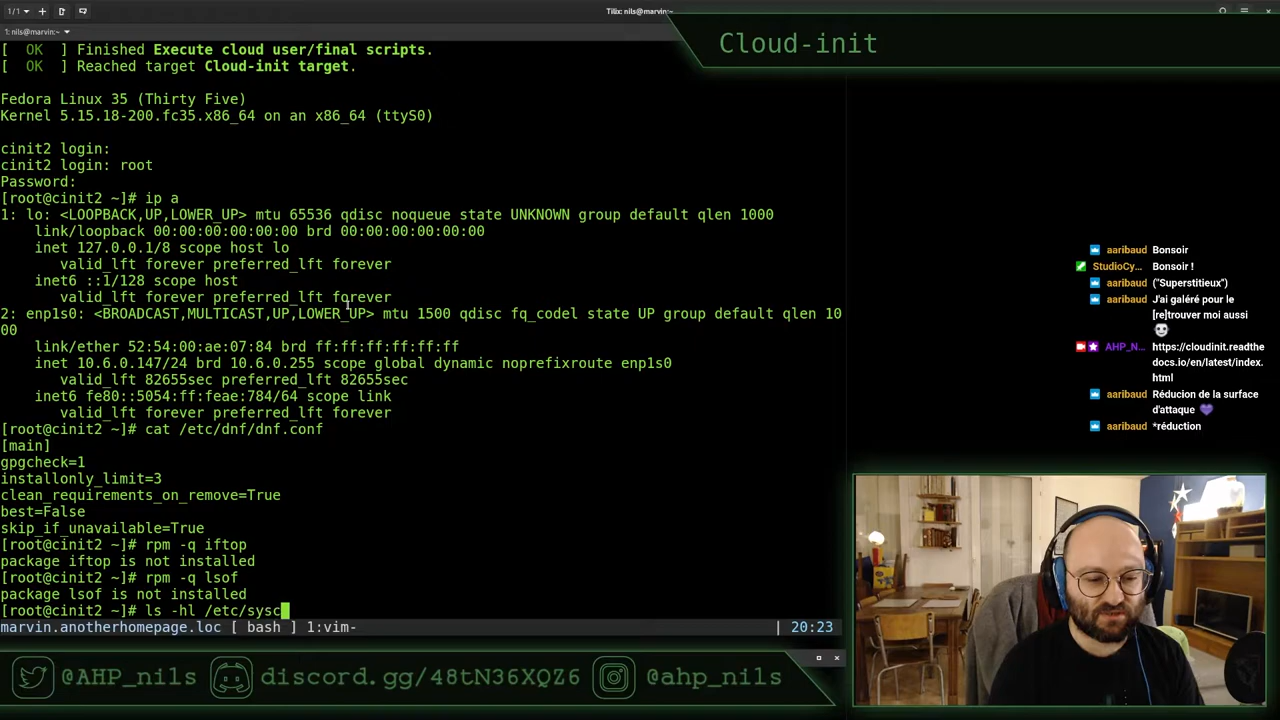 1/1
Tilix: nils@marvin:~
1: nils@marvin:~
Cloud-init
[  OK  ] Finished Execute cloud user/final scripts.
[  OK  ] Reached target Cloud-init target.
Fedora Linux 35 (Thirty Five)
Kernel 5.15.18-200.fc35.x86_64 on an x86_64 (ttyS0)
cinit2 login:
cinit2 login: root
Password:
[root@cinit2 ~]# ip a
1: lo: <LOOPBACK,UP,LOWER_UP> mtu 65536 qdisc noqueue state UNKNOWN group default qlen 1000
link/loopback 00:00:00:00:00:00 brd 00:00:00:00:00:00
inet 127.0.0.1/8 scope host lo
valid_lft forever preferred_lft forever
inet6 ::1/128 scope host
valid_lft forever preferred_lft forever
2: enp1s0: <BROADCAST,MULTICAST,UP,LOWER_UP> mtu 1500 qdisc fq_codel state UP group default qlen 10
00
link/ether 52:54:00:ae:07:84 brd ff:ff:ff:ff:ff:ff
inet 10.6.0.147/24 brd 10.6.0.255 scope global dynamic noprefixroute enp1s0
valid_lft 82655sec preferred_lft 82655sec
inet6 fe80::5054:ff:feae:784/64 scope link
valid_lft forever preferred_lft forever
[root@cinit2 ~]# cat /etc/dnf/dnf.conf
[main]
gpgcheck=1
installonly_limit=3
clean_requirements_on_remove=True
best=False
skip_if_unavailable=True
[root@cinit2 ~]# rpm -q iftop
package iftop is not installed
[root@cinit2 ~]# rpm -q lsof
package lsof is not installed
[root@cinit2 ~]# ls -hl /etc/sysc
marvin.anotherhomepage.loc [ bash ] 1:vim- | 20:23
aaribaud Bonsoir
StudioCy... Bonsoir !
aaribaud ("Superstitieux")
aaribaud J'ai galéré pour le
[re]trouver moi aussi
AHP_N... https://cloudinit.readthe
docs.io/en/latest/index.
html
aaribaud Réducion de la surface
d'attaque
aaribaud *réduction
@AHP_nils discord.gg/48tN36XQZ6 @ahp_nils